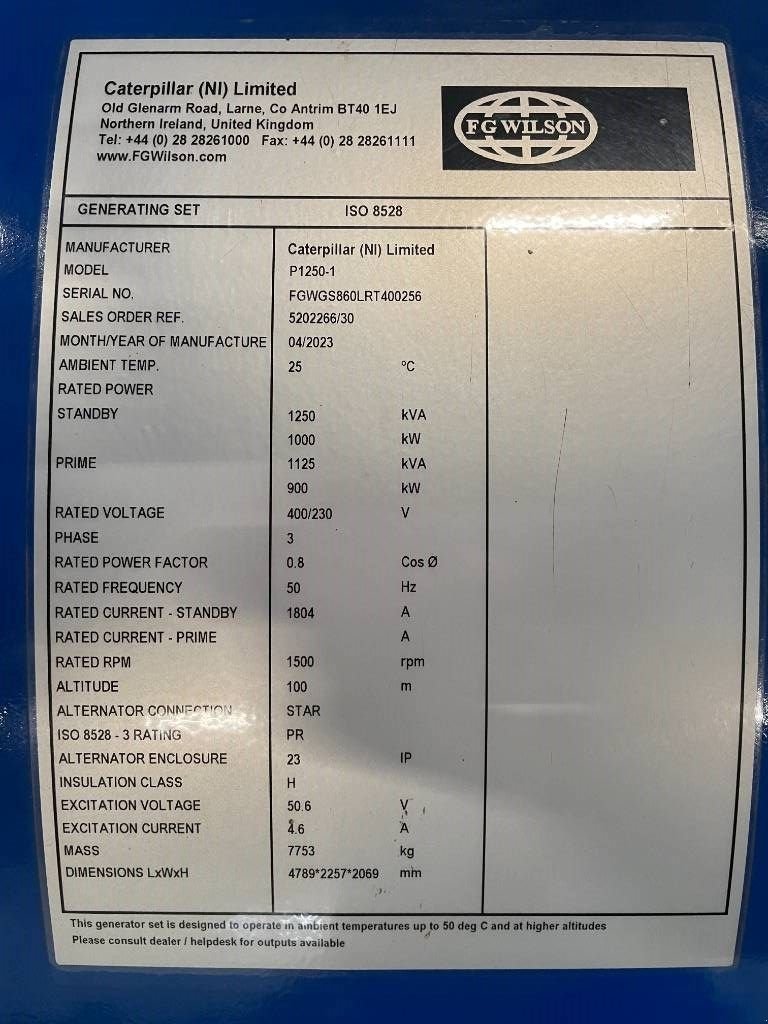 Caterpillar (NI) Limited
Old Glenarm Road, Larne, Co Antrim BT40 1EJ
Northern Ireland, United Kingdom
Tel: +44 (0) 28 28261000 Fax: +44 (0) 28 28261111
www.FGWilson.com
FG WILSON
GENERATING SET ISO 8528
MANUFACTURER Caterpillar (NI) Limited
MODEL P1250-1
SERIAL NO. FGWGS860LRT400256
SALES ORDER REF. 5202266/30
MONTH/YEAR OF MANUFACTURE 04/2023
AMBIENT TEMP. 25 °C
RATED POWER
STANDBY 1250 kVA
1000 kW
PRIME 1125 kVA
900 kW
RATED VOLTAGE 400/230 V
PHASE 3
RATED POWER FACTOR 0.8 Cos Ø
RATED FREQUENCY 50 Hz
RATED CURRENT - STANDBY 1804 A
RATED CURRENT - PRIME A
RATED RPM 1500 rpm
ALTITUDE 100 m
ALTERNATOR CONNECTION STAR
ISO 8528 - 3 RATING PR
ALTERNATOR ENCLOSURE 23 IP
INSULATION CLASS H
EXCITATION VOLTAGE 50.6 V
EXCITATION CURRENT 4.6 A
MASS 7753 kg
DIMENSIONS LxWxH 4789*2257*2069 mm
This generator set is designed to operate in ambient temperatures up to 50 deg C and at higher altitudes
Please consult dealer / helpdesk for outputs available